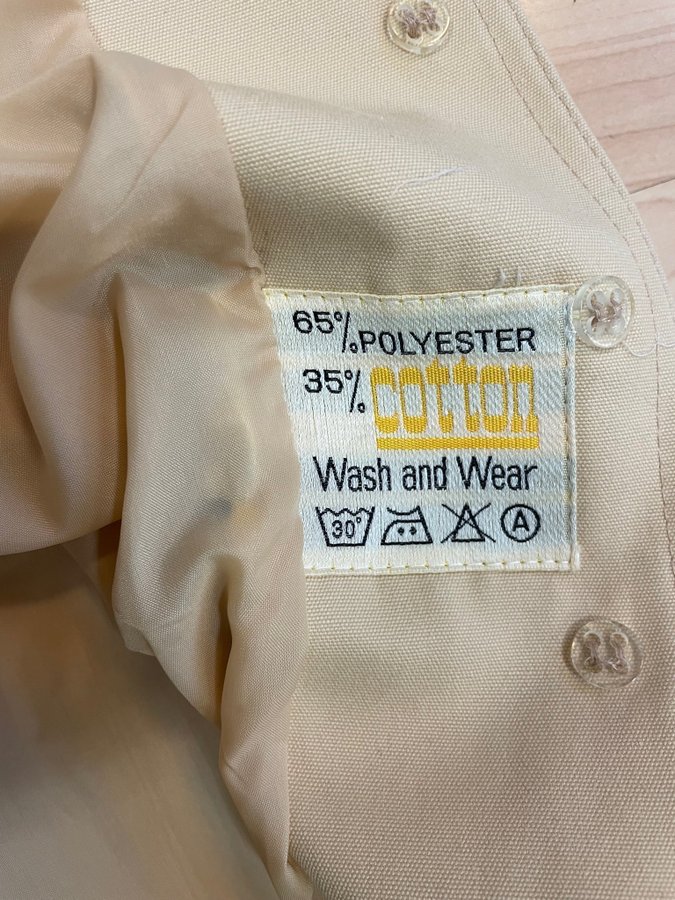 65% POLYESTER
35% cotton
Wash and Wear
30° A